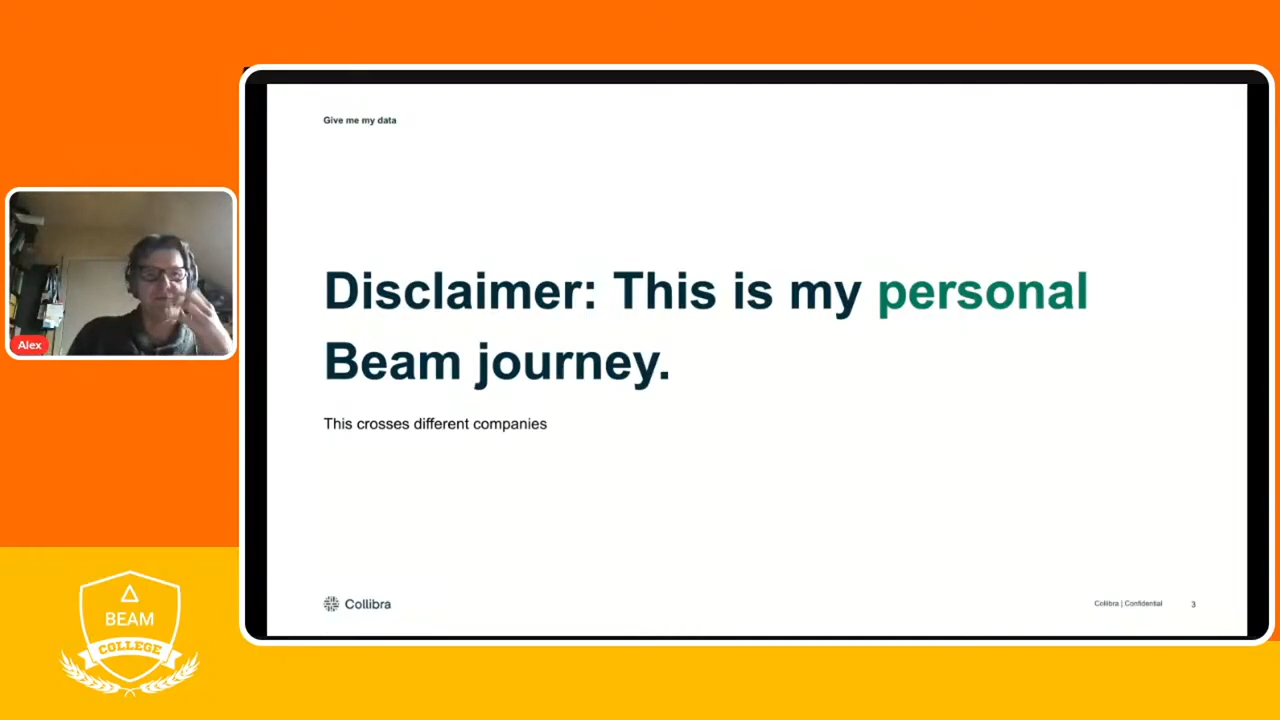 Give me my data
Disclaimer: This is my personal
Beam journey.
This crosses different companies
Alex
BEAM
COLLEGE
Collibra
Collibra | Confidential
3